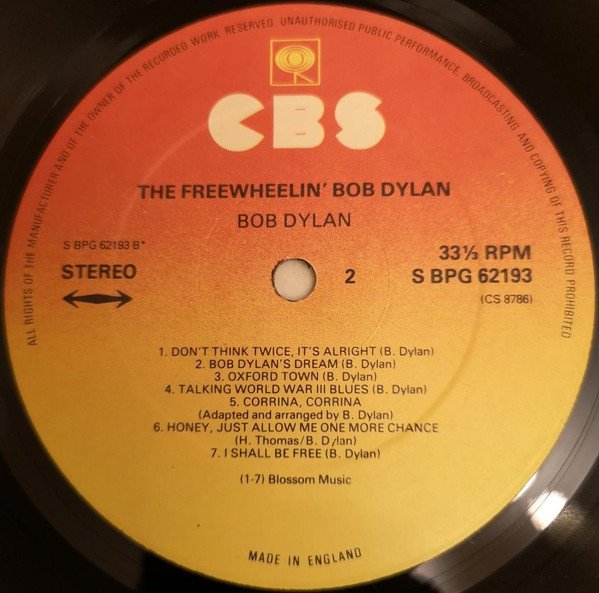 ALL RIGHTS OF THE MANUFACTURER AND OF THE OWNER OF THE RECORDED WORK RESERVED. UNAUTHORISED PUBLIC PERFORMANCE, BROADCASTING AND COPYING OF THIS RECORD PROHIBITED
CBS
THE FREEWHEELIN' BOB DYLAN
BOB DYLAN
S BPG 62193 B*
STEREO
2
33⅓ RPM
S BPG 62193
(CS 8786)
1. DON'T THINK TWICE, IT'S ALRIGHT (B. Dylan)
2. BOB DYLAN'S DREAM (B. Dylan)
3. OXFORD TOWN (B. Dylan)
4. TALKING WORLD WAR III BLUES (B. Dylan)
5. CORRINA, CORRINA
(Adapted and arranged by B. Dylan)
6. HONEY, JUST ALLOW ME ONE MORE CHANCE
(H. Thomas/B. Dylan)
7. I SHALL BE FREE (B. Dylan)
(1-7) Blossom Music
MADE IN ENGLAND